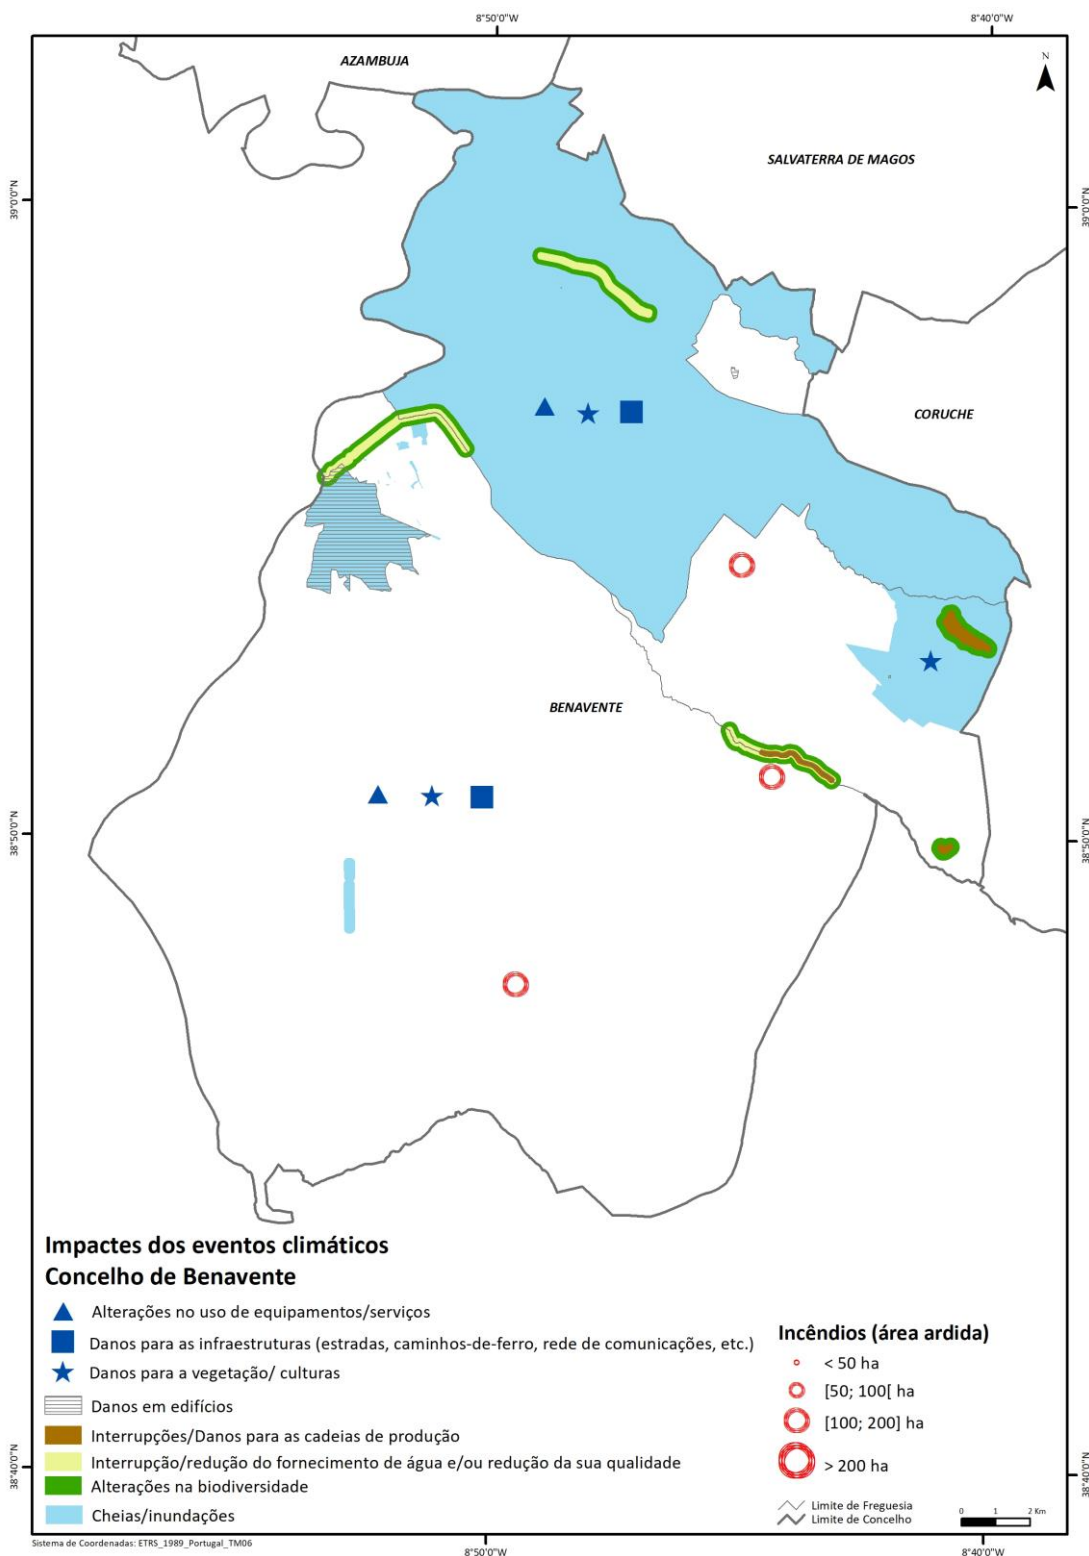 8°50'0"W
8°40'0"W
AZAMBUJA
N
SALVATERRA DE MAGOS
39°0'0"N
39°0'0"N
CORUCHE
BENAVENTE
38°50'0"N
38°50'0"N
Impactes dos eventos climáticos
Concelho de Benavente
Alterações no uso de equipamentos/serviços
Danos para as infraestruturas (estradas, caminhos-de-ferro, rede de comunicações, etc.)
Danos para a vegetação/ culturas
Danos em edifícios
Interrupções/Danos para as cadeias de produção
Interrupção/redução do fornecimento de água e/ou redução da sua qualidade
Alterações na biodiversidade
Cheias/inundações
Incêndios (área ardida)
< 50 ha
[50; 100[ ha
[100; 200] ha
> 200 ha
Limite de Freguesia
Limite de Concelho
0 1 2 Km
38°40'0"N
38°40'0"N
Sistema de Coordenadas: ETRS_1989_Portugal_TM06
8°50'0"W
8°40'0"W